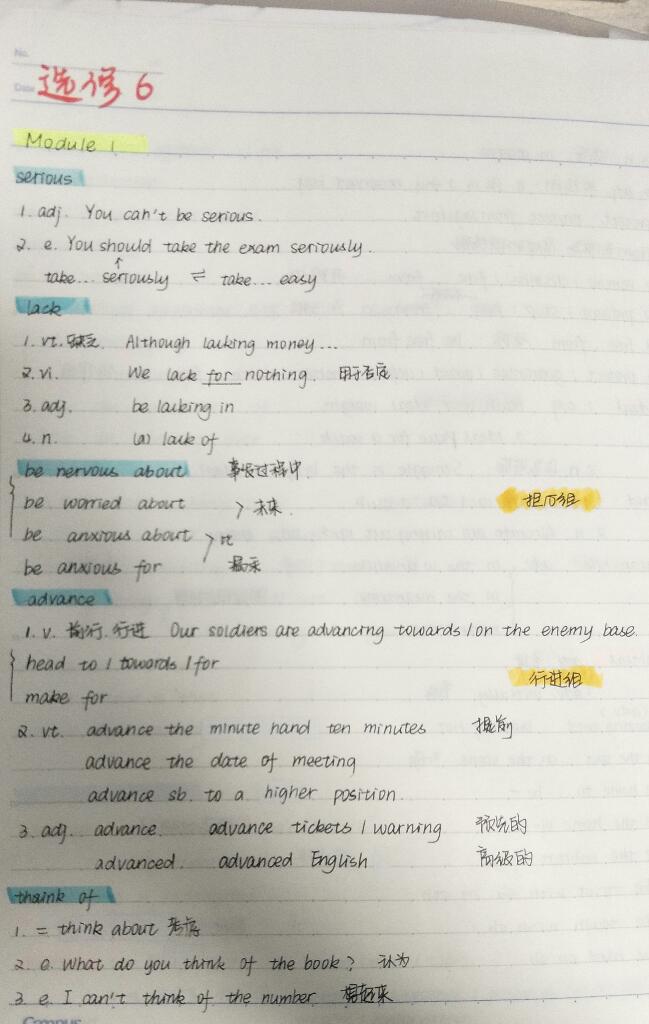 No.
Date
选修6
Module 1
serious
1. adj. You can't be serious.
2. e. You should take the exam seriously.
↑
take... seriously ⇌ take... easy
lack
1. vt. 缺乏 Although lacking money...
2. vi. We lack for nothing. 用于否定
3. adj. be lacking in
4. n. (a) lack of
be nervous about 事发过程中
be worried about > 未来 担心组
be anxious about >
be anxious for 渴求
advance
1. v. 前行.行进 Our soldiers are advancing towards / on the enemy base.
head to / towards / for 行进组
make for
2. vt. advance the minute hand ten minutes 提前
advance the date of meeting
advance sb. to a higher position.
3. adj. advance. advance tickets / warning 预先的
advanced. advanced English 高级的
think of
1. = think about 考虑
2. e. What do you think of the book? 认为
3. e. I can't think of the number 想起来
Campus